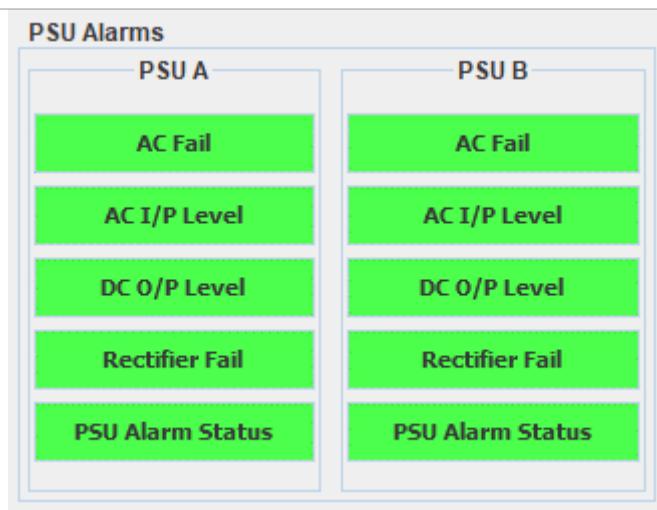 PSU Alarms
PSU A
AC Fail
AC I/P Level
DC O/P Level
Rectifier Fail
PSU Alarm Status
PSU B
AC Fail
AC I/P Level
DC O/P Level
Rectifier Fail
PSU Alarm Status